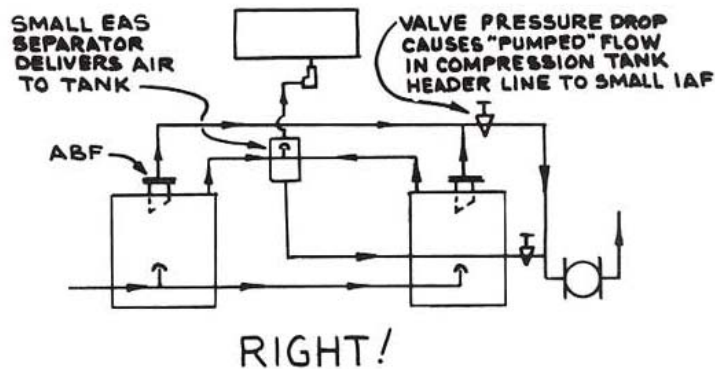 SMALL EAS
SEPARATOR
DELIVERS AIR
TO TANK
VALVE PRESSURE DROP
CAUSES "PUMPED" FLOW
IN COMPRESSION TANK
HEADER LINE TO SMALL IAF
ABF
RIGHT!